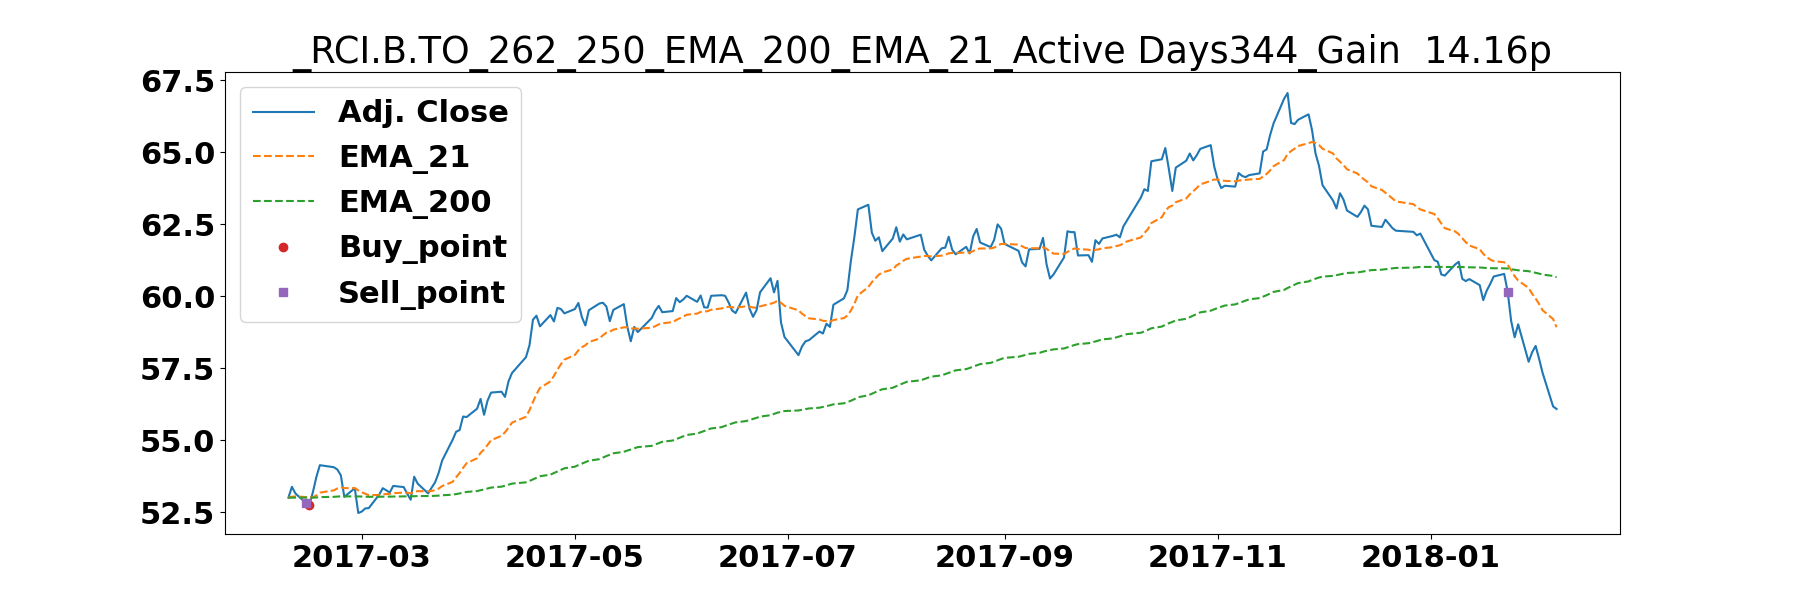 _RCI.B.TO_262_250_EMA_200_EMA_21_Active Days344_Gain  14.16p
67.5
65.0
62.5
60.0
57.5
55.0
52.5
Adj. Close
EMA_21
EMA_200
Buy_point
Sell_point
2017-03 2017-05 2017-07 2017-09 2017-11 2018-01